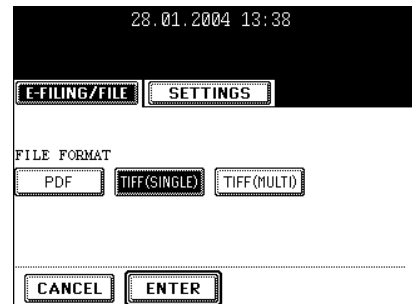 28.01.2004 13:38
E-FILING/FILE SETTINGS
FILE FORMAT
PDF TIFF(SINGLE) TIFF(MULTI)
CANCEL ENTER